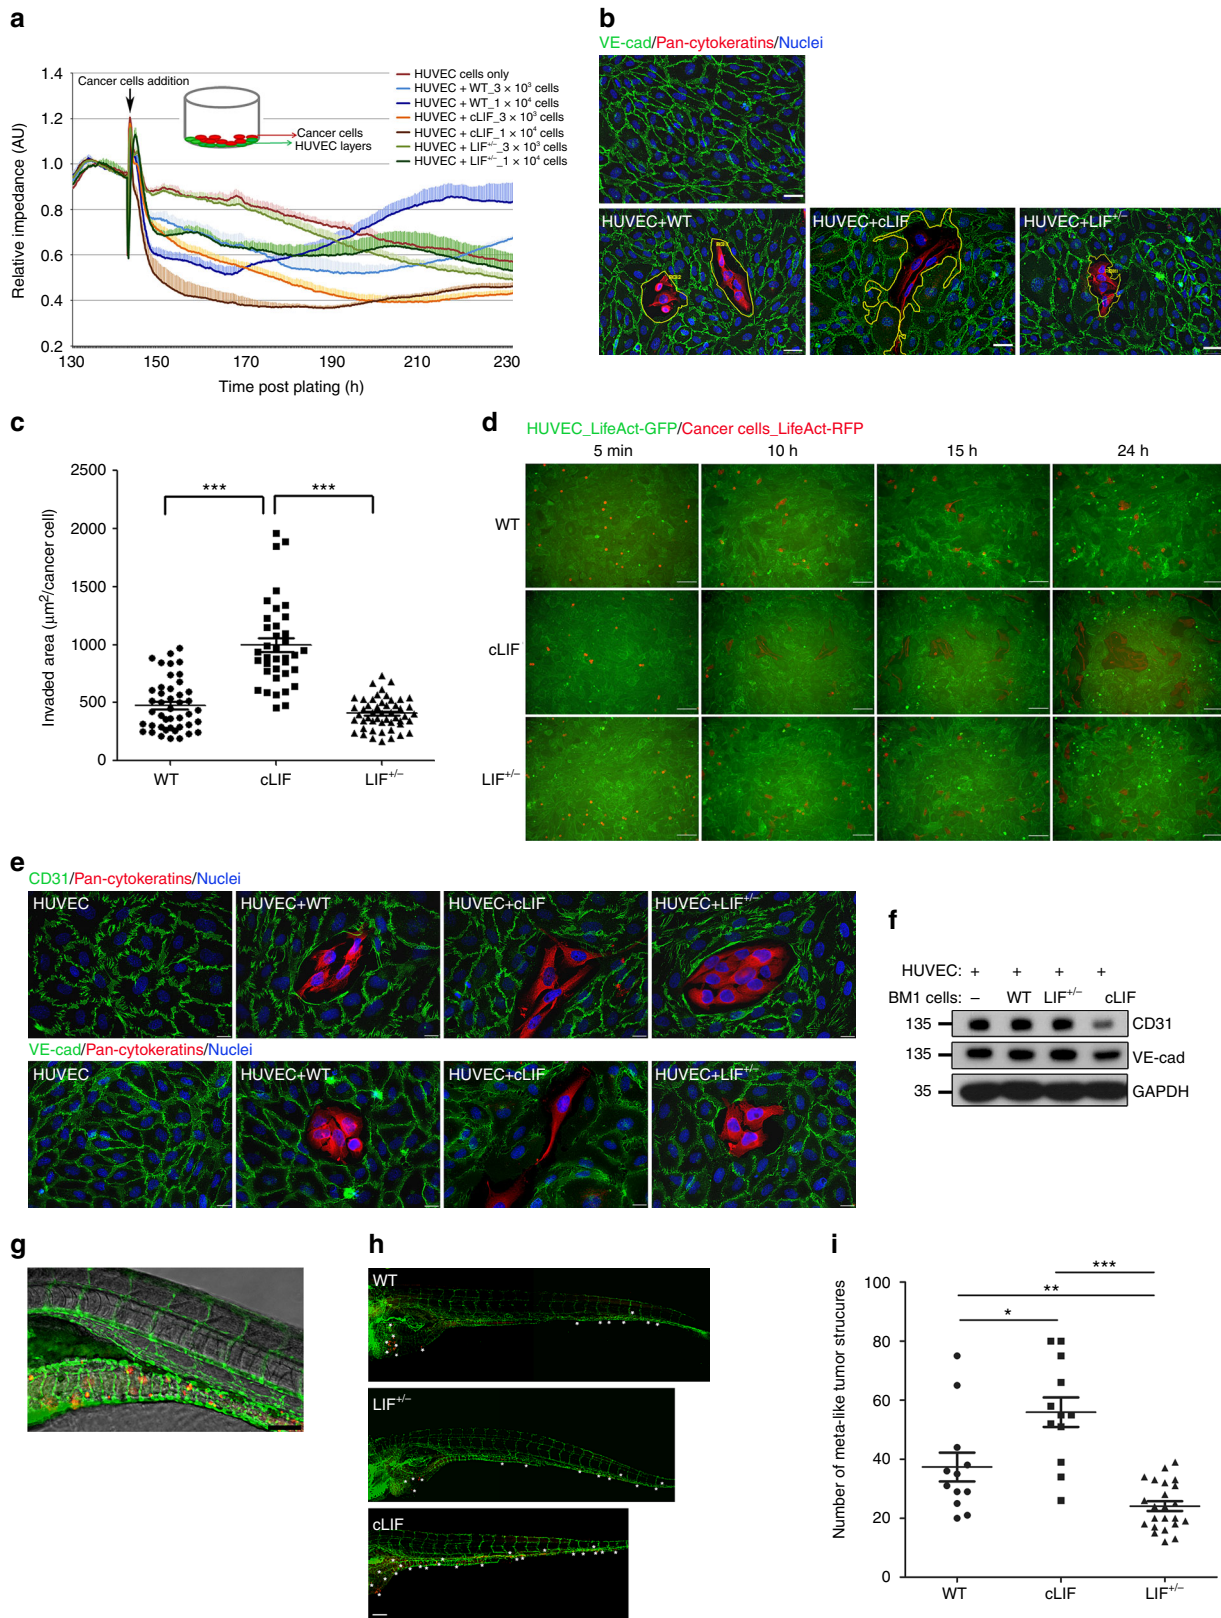 a
1.4
1.2
1.0
0.8
0.6
0.4
0.2
130
150
170
190
210
230
Relative impedance (AU)
Time post plating (h)
Cancer cells addition
Cancer cells
HUVEC layers
HUVEC cells only
HUVEC + WT_3 × 10³ cells
HUVEC + WT_1 × 10⁴ cells
HUVEC + cLIF_3 × 10³ cells
HUVEC + cLIF_1 × 10⁴ cells
HUVEC + LIF⁺/⁻_3 × 10³ cells
HUVEC + LIF⁺/⁻_1 × 10⁴ cells
b
VE-cad/Pan-cytokeratins/Nuclei
HUVEC+WT
HUVEC+cLIF
HUVEC+LIF⁺/⁻
c
2500
2000
1500
1000
500
0
Invaded area (µm²/cancer cell)
***
***
WT
cLIF
LIF⁺/⁻
d
HUVEC_LifeAct-GFP/Cancer cells_LifeAct-RFP
5 min
10 h
15 h
24 h
WT
cLIF
LIF⁺/⁻
e
CD31/Pan-cytokeratins/Nuclei
HUVEC
HUVEC+WT
HUVEC+cLIF
HUVEC+LIF⁺/⁻
VE-cad/Pan-cytokeratins/Nuclei
HUVEC
HUVEC+WT
HUVEC+cLIF
HUVEC+LIF⁺/⁻
f
HUVEC: + + + +
BM1 cells: – WT LIF⁺/⁻ cLIF
135 CD31
135 VE-cad
35 GAPDH
g
h
WT
LIF⁺/⁻
cLIF
i
100
80
60
40
20
0
Number of meta-like tumor strucures
***
**
*
WT
cLIF
LIF⁺/⁻